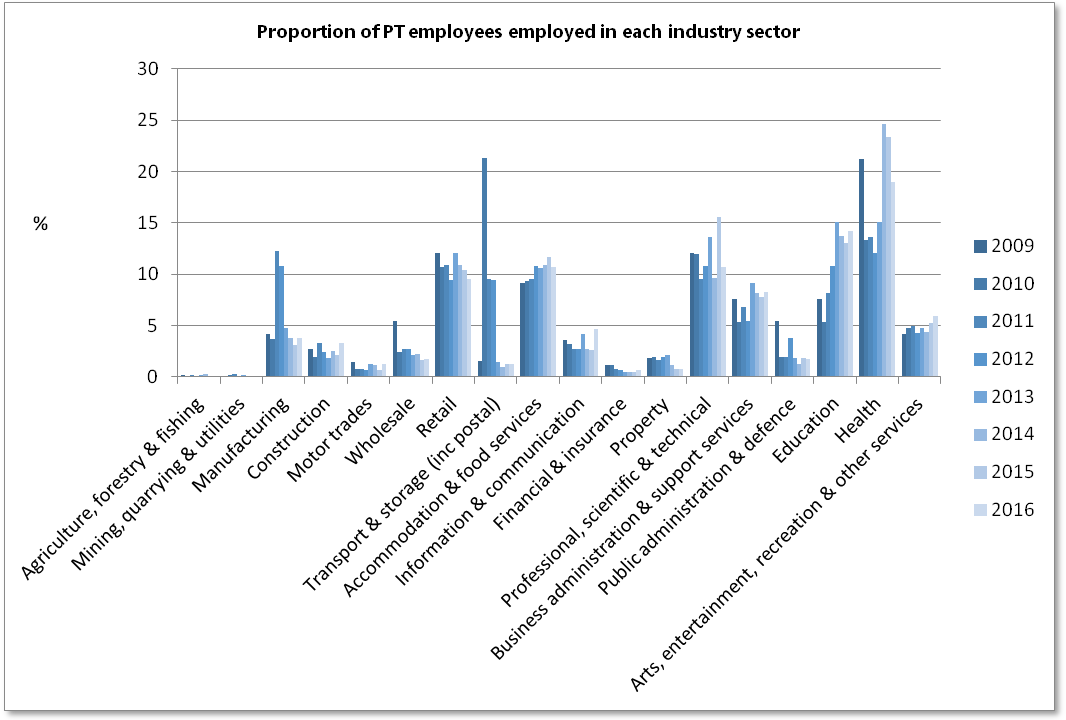 Proportion of PT employees employed in each industry sector
30
25
20
15
10
5
0
%
Agriculture, forestry & fishing
Mining, quarrying & utilities
Manufacturing
Construction
Motor trades
Wholesale
Retail
Transport & storage (inc postal)
Accommodation & food services
Information & communication
Financial & insurance
Property
Professional, scientific & technical
Business administration & support services
Public administration & defence
Education
Health
Arts, entertainment, recreation & other services
2009
2010
2011
2012
2013
2014
2015
2016